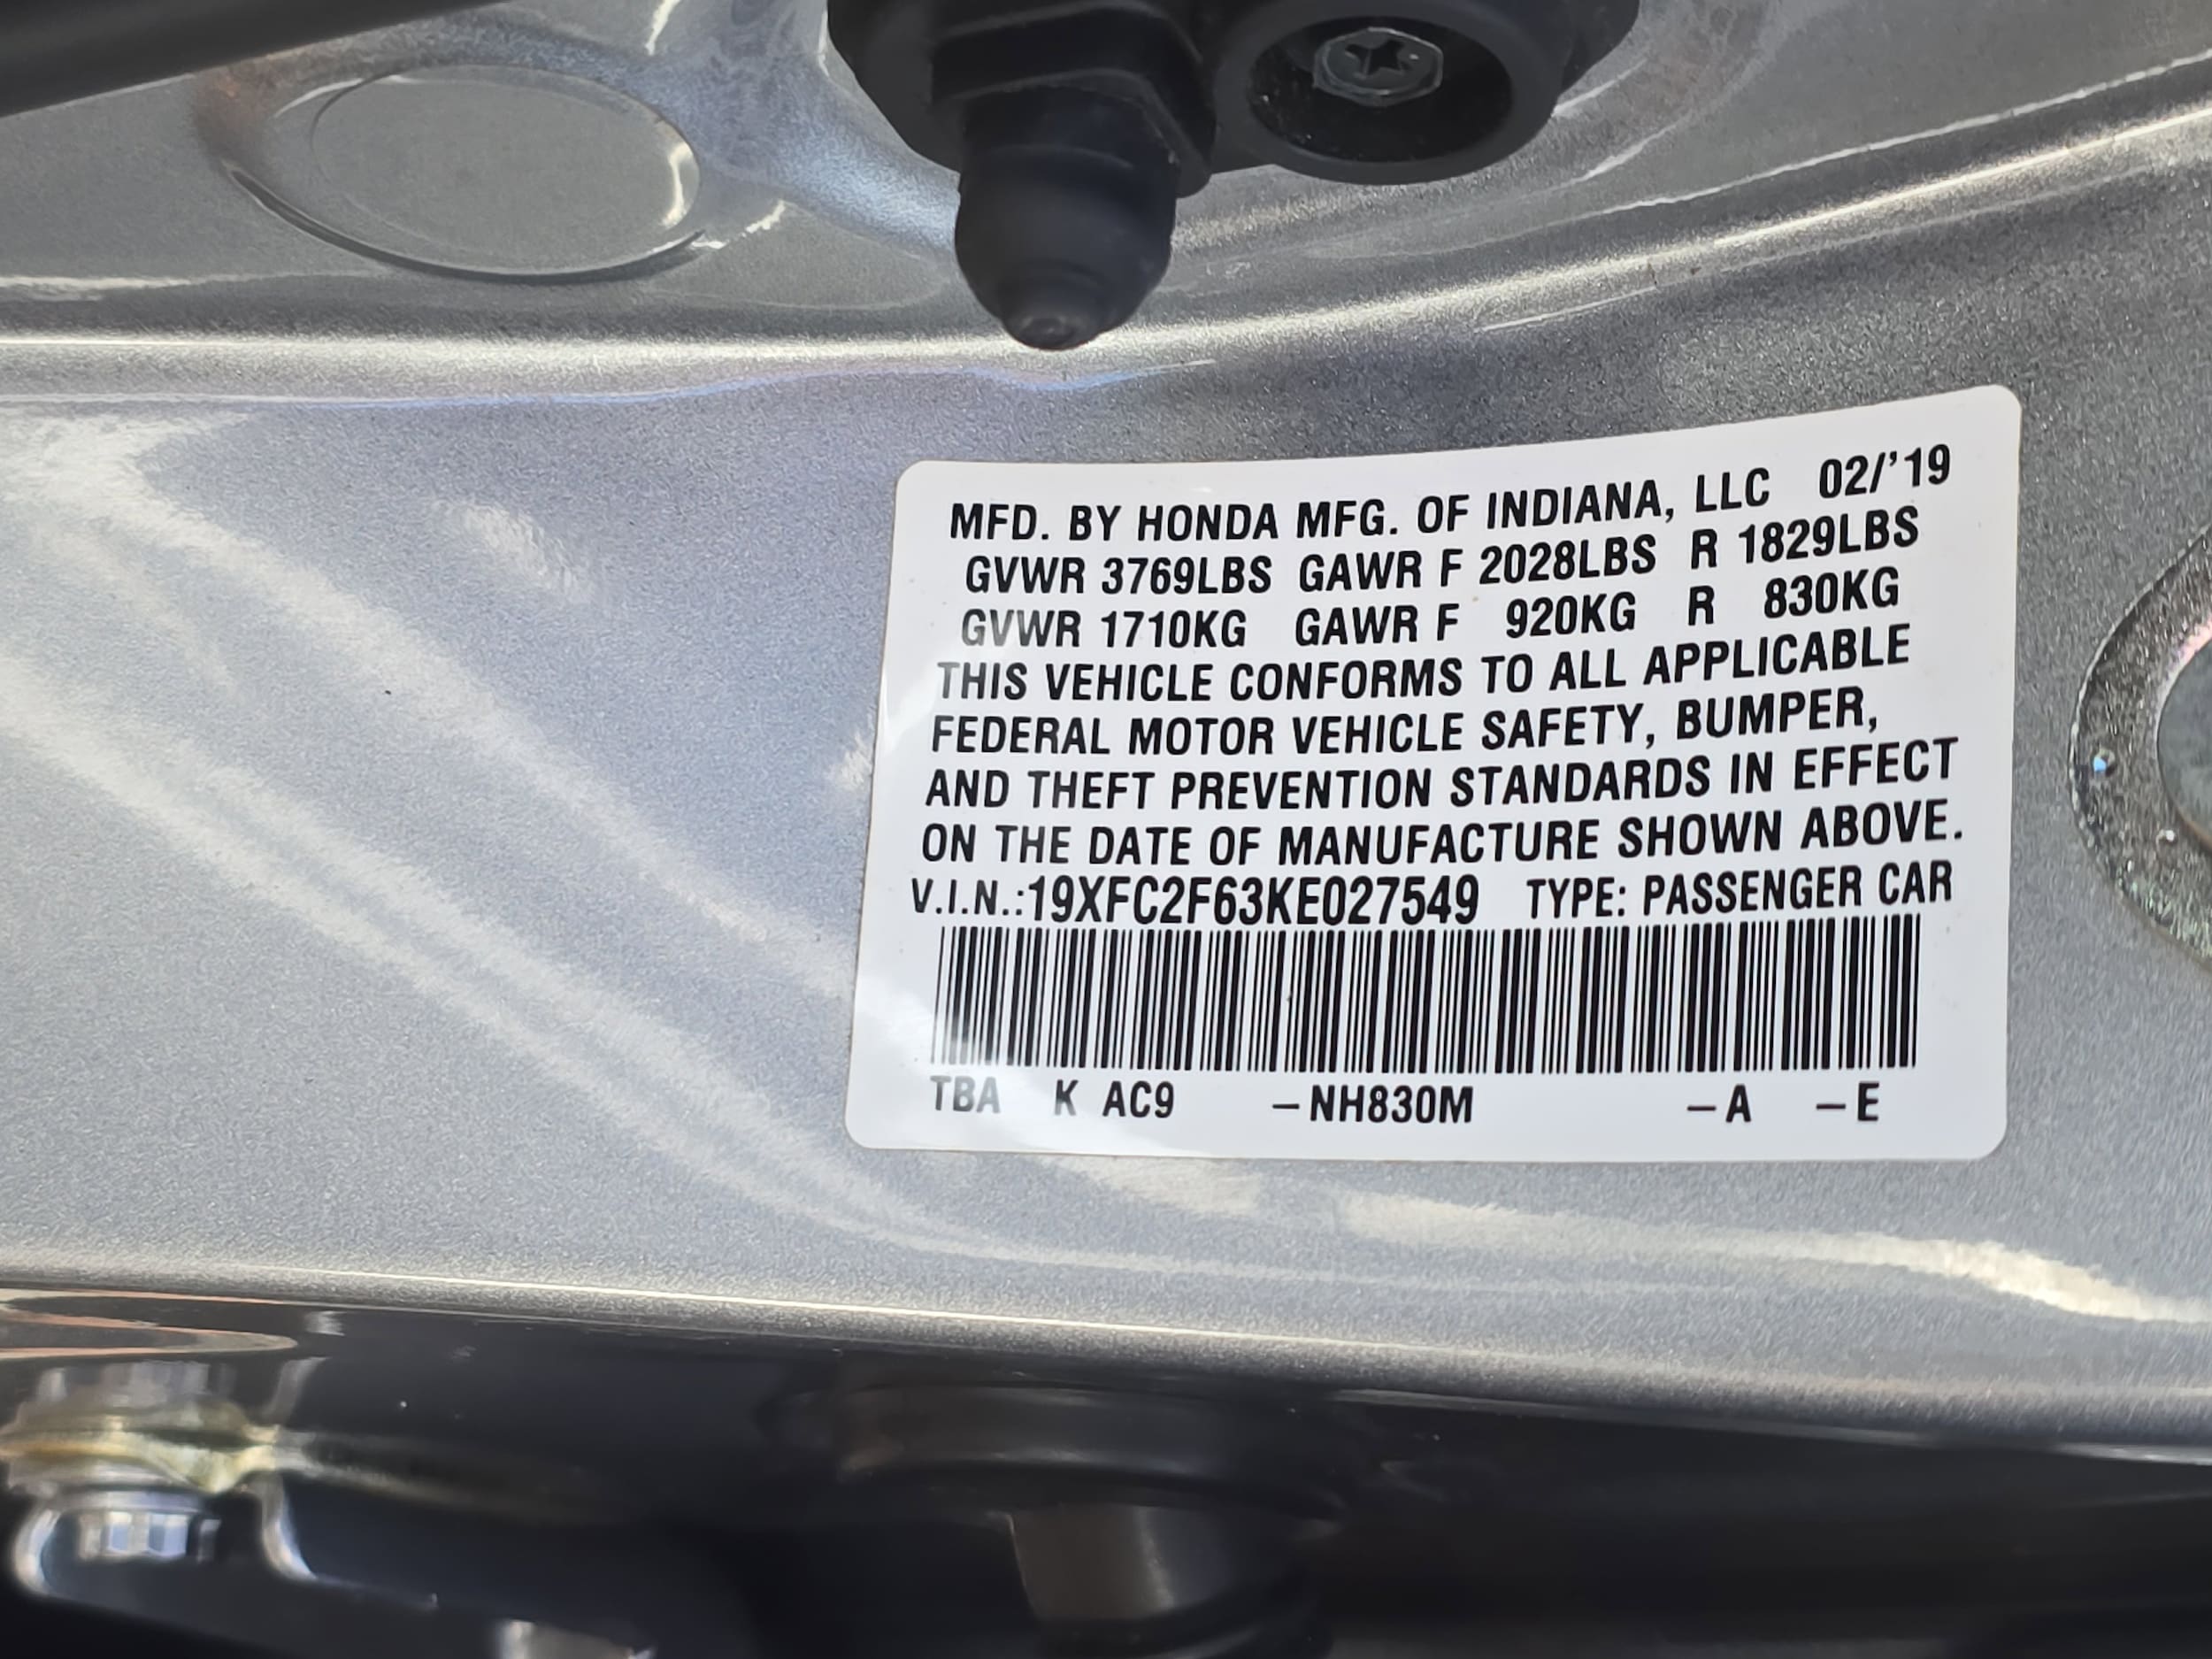 MFD. BY HONDA MFG. OF INDIANA, LLC 02/'19
GVWR 3769LBS GAWR F 2028LBS R 1829LBS
GVWR 1710KG GAWR F 920KG R 830KG
THIS VEHICLE CONFORMS TO ALL APPLICABLE
FEDERAL MOTOR VEHICLE SAFETY, BUMPER,
AND THEFT PREVENTION STANDARDS IN EFFECT
ON THE DATE OF MANUFACTURE SHOWN ABOVE.
V.I.N.:19XFC2F63KE027549 TYPE: PASSENGER CAR
TBA K AC9 –NH830M –A –E